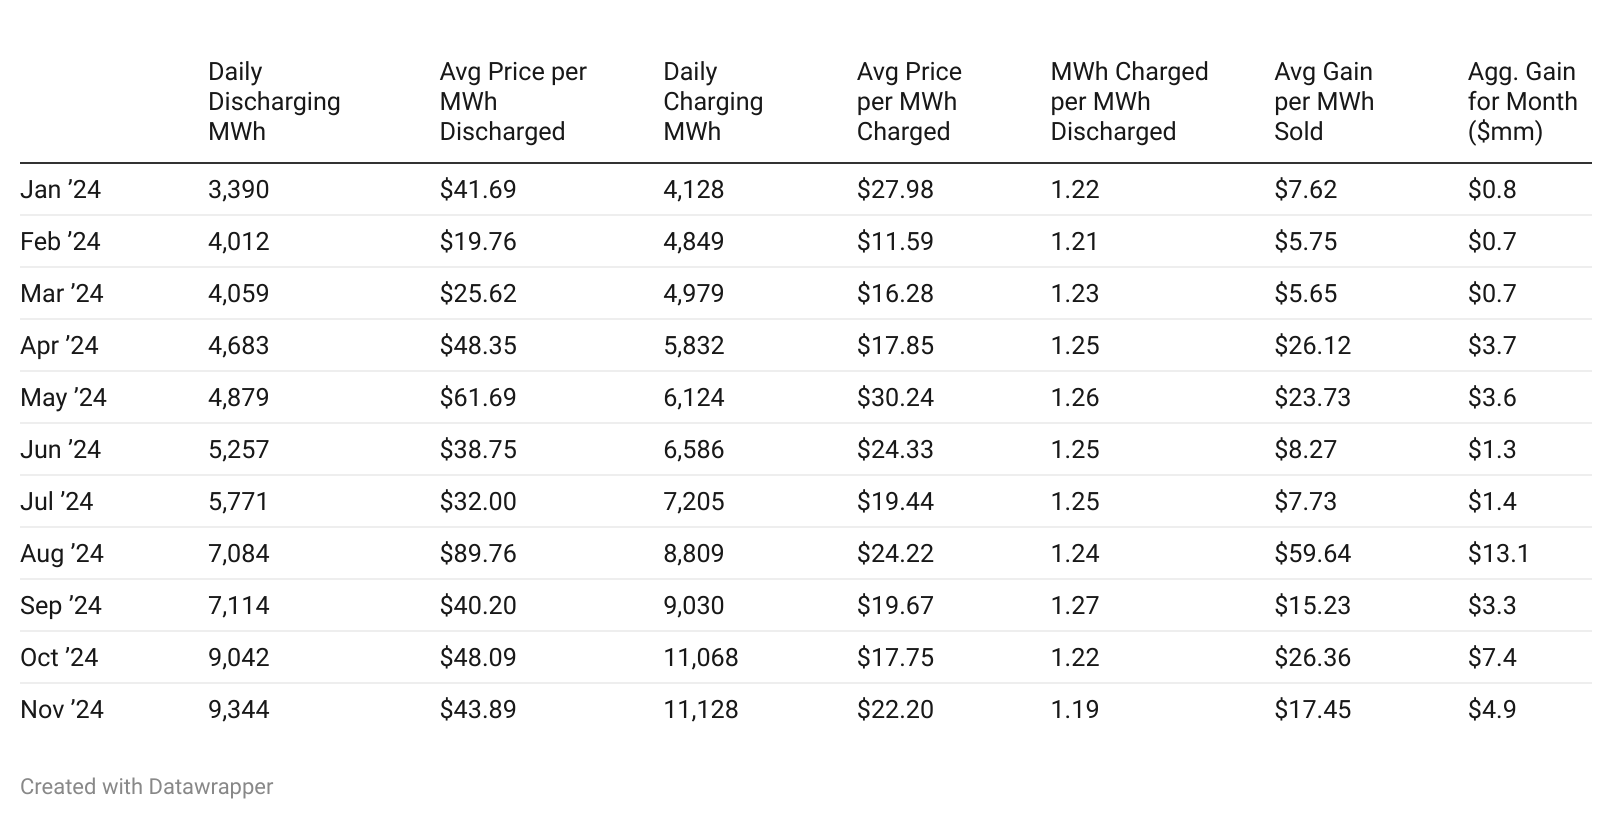 Daily Discharging MWh Avg Price per MWh Discharged Daily Charging MWh Avg Price per MWh Charged MWh Charged per MWh Discharged Avg Gain per MWh Sold Agg. Gain for Month ($mm)
Jan ’24 3,390 $41.69 4,128 $27.98 1.22 $7.62 $0.8
Feb ’24 4,012 $19.76 4,849 $11.59 1.21 $5.75 $0.7
Mar ’24 4,059 $25.62 4,979 $16.28 1.23 $5.65 $0.7
Apr ’24 4,683 $48.35 5,832 $17.85 1.25 $26.12 $3.7
May ’24 4,879 $61.69 6,124 $30.24 1.26 $23.73 $3.6
Jun ’24 5,257 $38.75 6,586 $24.33 1.25 $8.27 $1.3
Jul ’24 5,771 $32.00 7,205 $19.44 1.25 $7.73 $1.4
Aug ’24 7,084 $89.76 8,809 $24.22 1.24 $59.64 $13.1
Sep ’24 7,114 $40.20 9,030 $19.67 1.27 $15.23 $3.3
Oct ’24 9,042 $48.09 11,068 $17.75 1.22 $26.36 $7.4
Nov ’24 9,344 $43.89 11,128 $22.20 1.19 $17.45 $4.9
Created with Datawrapper